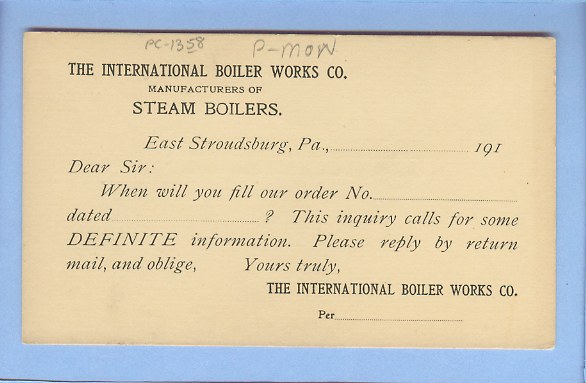 PC-1358 P-MON
THE INTERNATIONAL BOILER WORKS CO.
MANUFACTURERS OF
STEAM BOILERS.
East Stroudsburg, Pa., 191
Dear Sir:
When will you fill our order No.
dated ? This inquiry calls for some
DEFINITE information. Please reply by return
mail, and oblige, Yours truly,
THE INTERNATIONAL BOILER WORKS CO.
Per